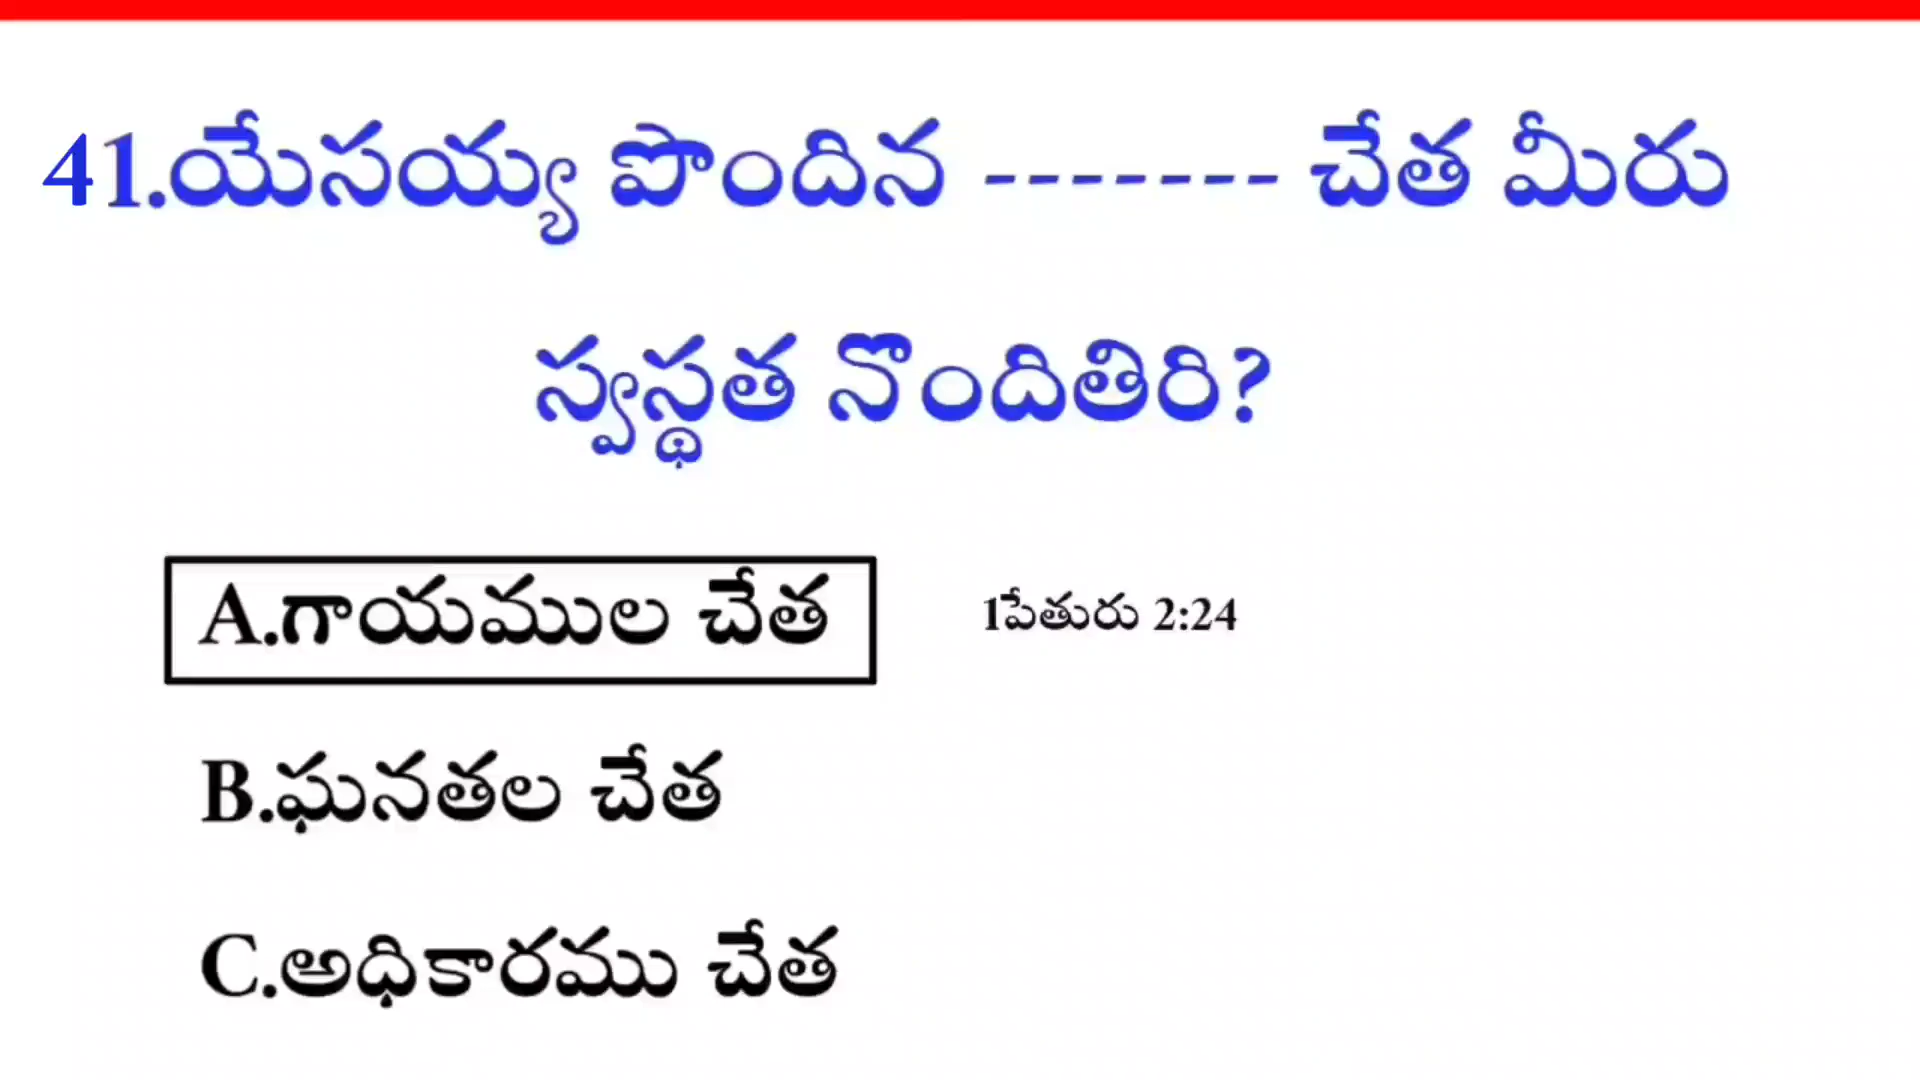 41.యేసయ్య పొందిన ------- చేత మీరు
స్వస్థత నొందితిరి?
A.గాయముల చేత 1పేతురు 2:24
B.ఘనతల చేత
C.అధికారము చేత